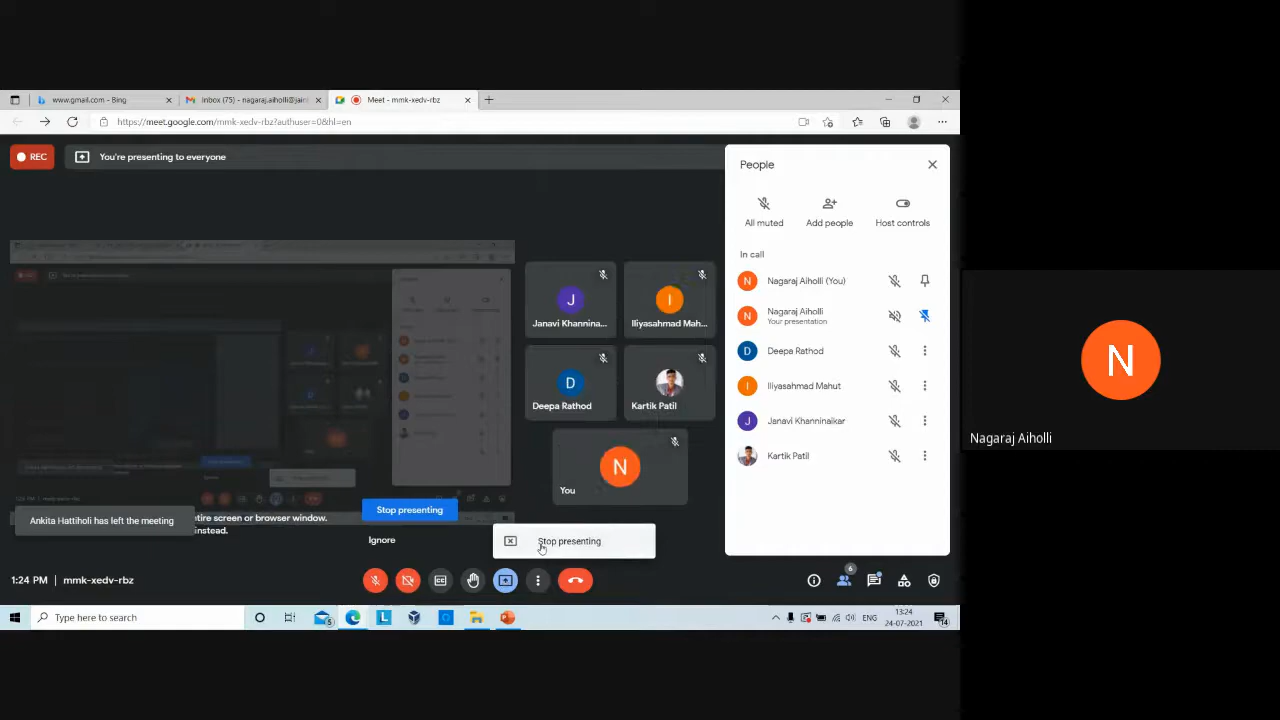 www.gmail.com - Bing
Inbox (75) - nagaraj.aiholli@jain
Meet - mmk-xedv-rbz
https://meet.google.com/mmk-xedv-rbz?authuser=0&hl=en
REC
You're presenting to everyone
People
All muted
Add people
Host controls
In call
N
Nagaraj Aiholli (You)
N
Nagaraj Aiholli
Your presentation
D
Deepa Rathod
I
Iliyasahmad Mahut
J
Janavi Khanninaikar
Kartik Patil
J
Janavi Khannina...
I
Iliyasahmad Mah...
D
Deepa Rathod
Kartik Patil
N
You
N
Nagaraj Aiholli
Ankita Hattiholi has left the meeting
tire screen or browser window.
instead.
Stop presenting
Ignore
Stop presenting
1:24 PM | mmk-xedv-rbz
6
Type here to search
5
L
ENG
13:24
24-07-2021
14